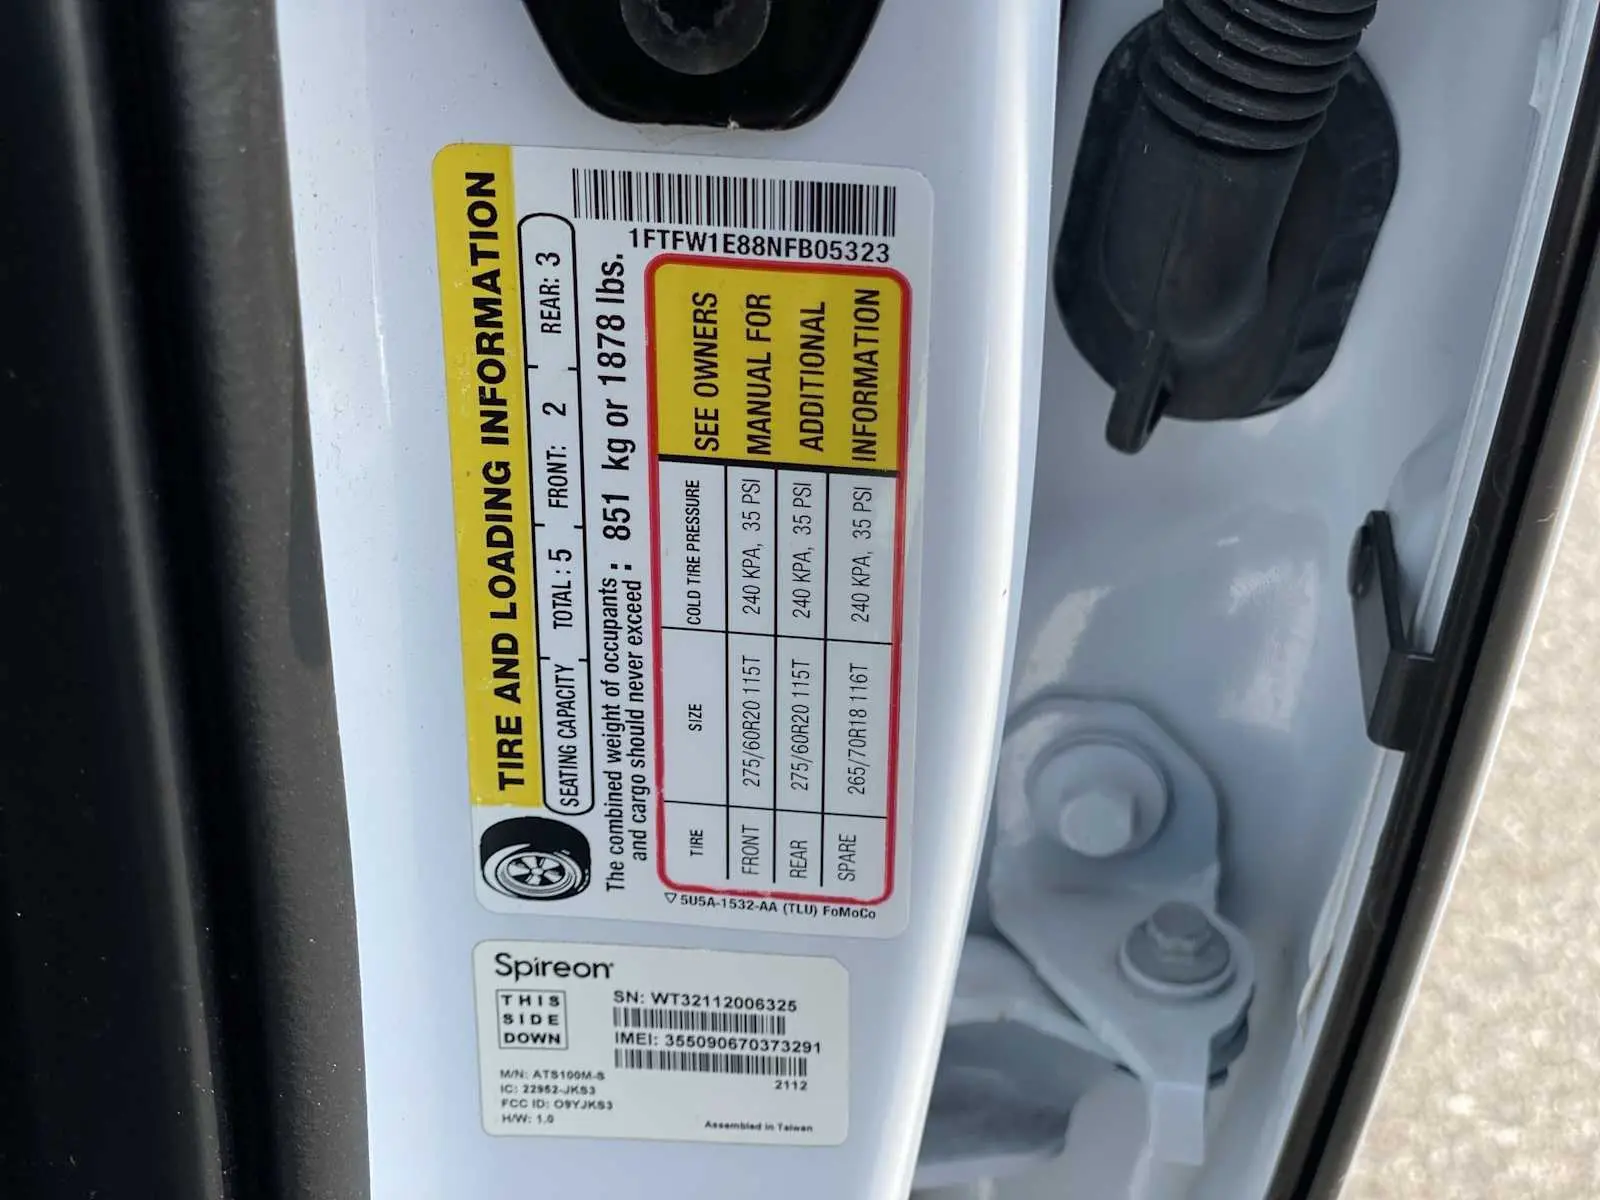 TIRE AND LOADING INFORMATION
SEATING CAPACITY TOTAL: 5 FRONT: 2 REAR: 3
The combined weight of occupants
and cargo should never exceed : 851 kg or 1878 lbs.
1FTFW1E88NFB05323
TIRE SIZE COLD TIRE PRESSURE
FRONT 275/60R20 115T 240 KPA, 35 PSI
REAR 275/60R20 115T 240 KPA, 35 PSI
SPARE 265/70R18 116T 240 KPA, 35 PSI
SEE OWNERS
MANUAL FOR
ADDITIONAL
INFORMATION
5U5A-1532-AA (TLU) FoMoCo
Spireon
THIS
SIDE
DOWN
SN: WT32112006325
IMEI: 355090670373291
2112
M/N: ATS100M-S
IC: 22952-JKS3
FCC ID: O9YJKS3
H/W: 1.0
Assembled in Taiwan